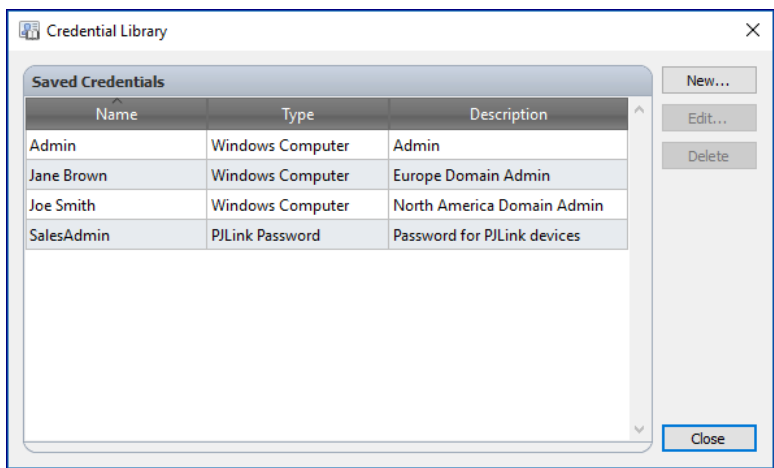 Credential Library
Saved Credentials
New...
Name Type Description
Edit...
Admin Windows Computer Admin
Delete
Jane Brown Windows Computer Europe Domain Admin
Joe Smith Windows Computer North America Domain Admin
SalesAdmin PJLink Password Password for PJLink devices
Close